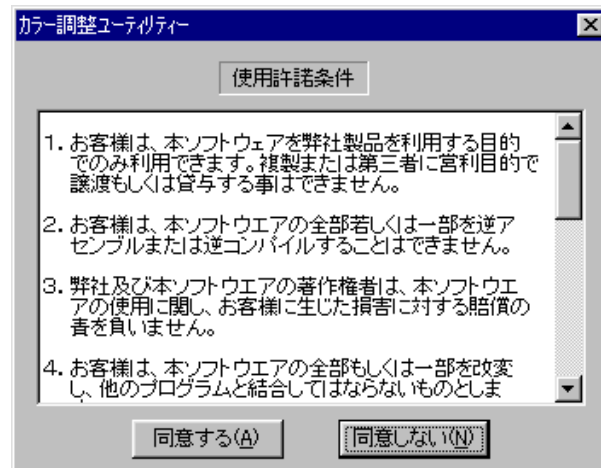 カラー調整ユーティリティー
使用許諾条件
1. お客様は、本ソフトウェアを弊社製品を利用する目的
でのみ利用できます。複製または第三者に営利目的で
譲渡もしくは貸与する事はできません。
2. お客様は、本ソフトウエアの全部若しくは一部を逆ア
センブルまたは逆コンパイルすることはできません。
3. 弊社及び本ソフトウエアの著作権者は、本ソフトウエ
アの使用に関し、お客様に生じた損害に対する賠償の
責を負いません。
4. お客様は、本ソフトウエアの全部もしくは一部を改変
し、他のプログラムと結合してはならないものとしま
同意する(A) 同意しない(N)